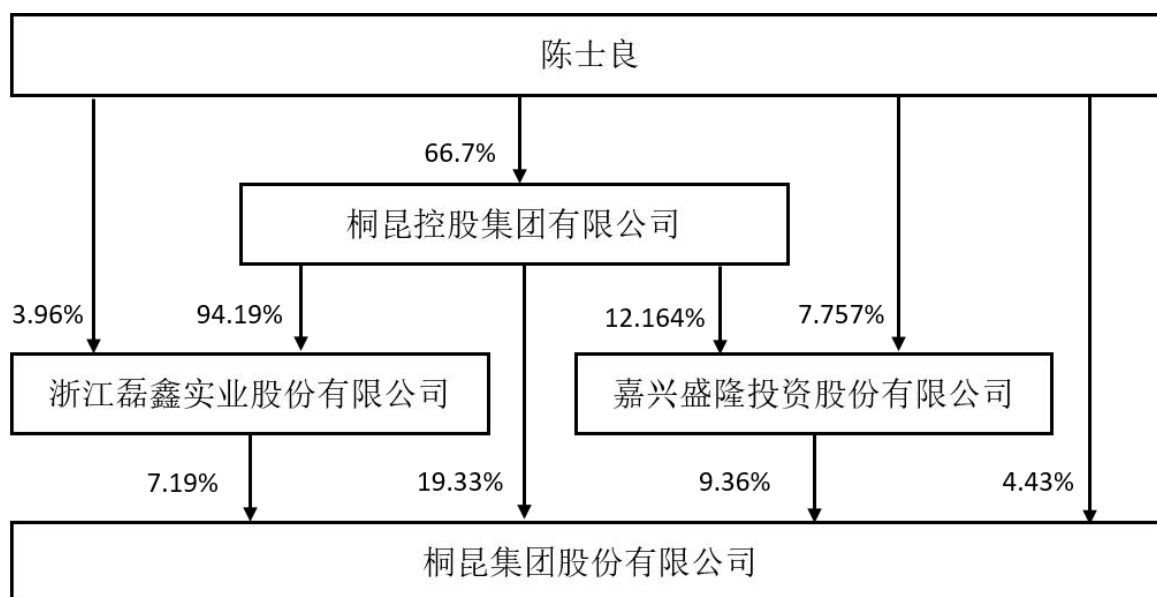 陈士良
66.7%
桐昆控股集团有限公司
3.96%
94.19%
12.164%
7.757%
浙江磊鑫实业股份有限公司
嘉兴盛隆投资股份有限公司
7.19%
19.33%
9.36%
4.43%
桐昆集团股份有限公司